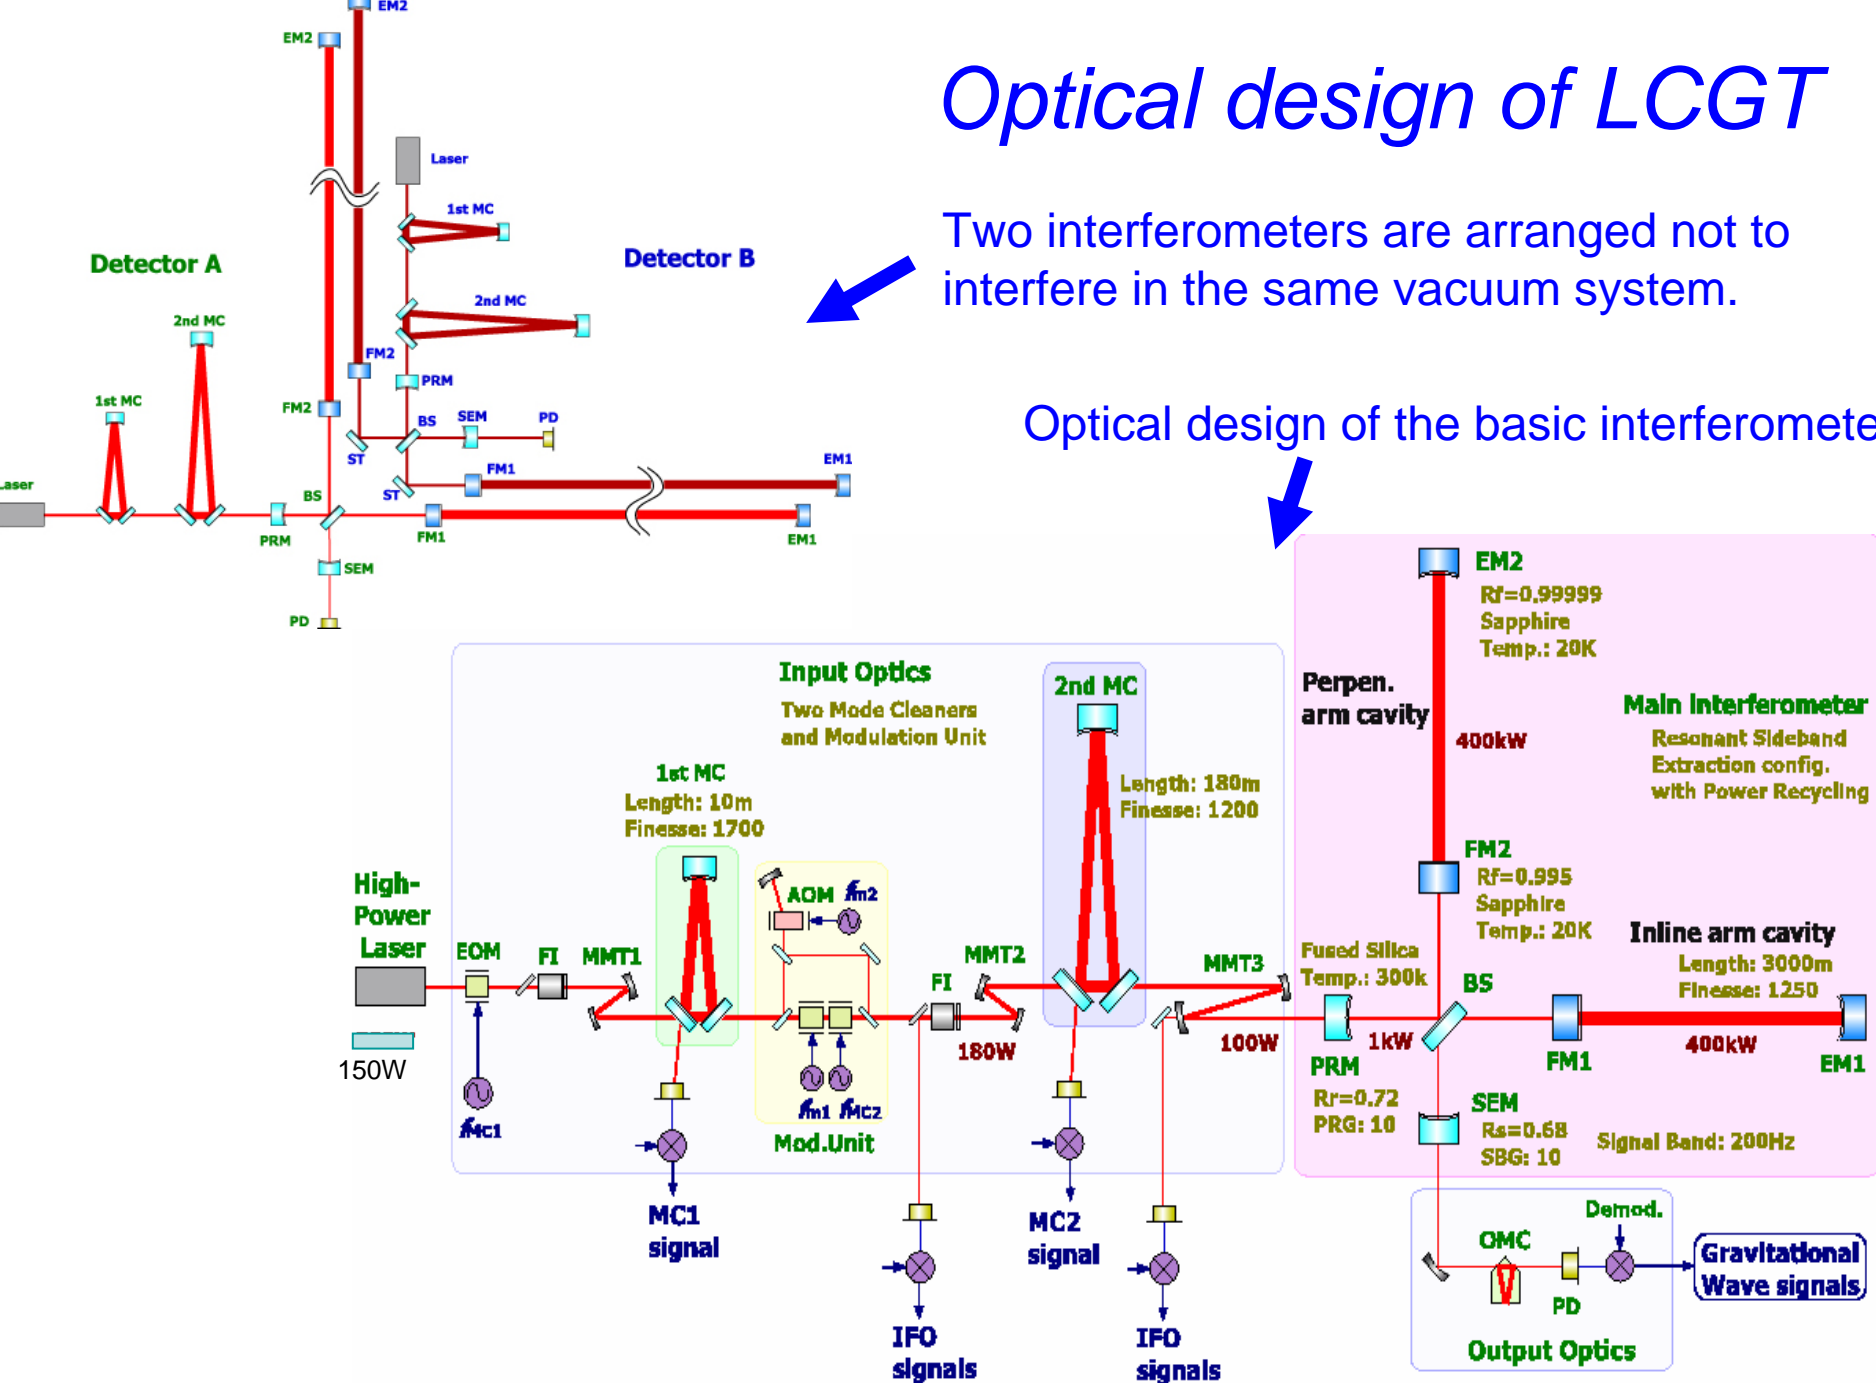 Optical design of LCGT
Two interferometers are arranged not to
interfere in the same vacuum system.
Optical design of the basic interferomete
EM2
EM2
Laser
1st MC
Detector A
Detector B
2nd MC
2nd MC
FM2
PRM
1st MC
FM2
BS
SEM
PD
ST
FM1
EM1
Laser
BS
ST
PRM
FM1
EM1
SEM
PD
Input Optics
Two Mode Cleaners
and Modulation Unit
1st MC
Length: 10m
Finesse: 1700
2nd MC
Length: 180m
Finesse: 1200
High-
Power
Laser
150W
EOM
FI
MMT1
AOM
fm2
fm1
fMC2
Mod.Unit
fMC1
FI
MMT2
180W
MMT3
100W
MC1
signal
IFO
signals
MC2
signal
IFO
signals
EM2
Rf=0.99999
Sapphire
Temp.: 20K
Perpen.
arm cavity
400kW
Main Interferometer
Resonant Sideband
Extraction config.
with Power Recycling
FM2
Rf=0.995
Sapphire
Temp.: 20K
Inline arm cavity
Length: 3000m
Finesse: 1250
Fused Silica
Temp.: 300k
BS
PRM
1kW
FM1
400kW
EM1
Rr=0.72
PRG: 10
SEM
Rs=0.68
SBG: 10
Signal Band: 200Hz
Demod.
OMC
PD
Gravitational
Wave signals
Output Optics